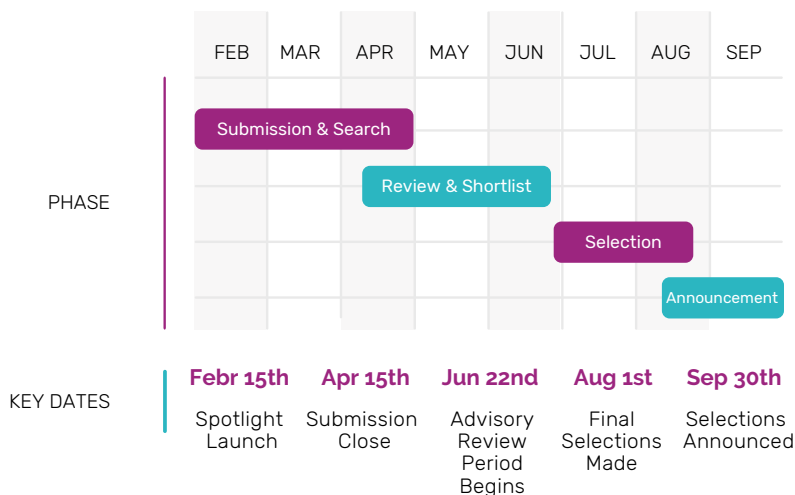 FEB MAR APR MAY JUN JUL AUG SEP
Submission & Search
Review & Shortlist
PHASE
Selection
Announcement
KEY DATES
Febr 15th
Spotlight
Launch
Apr 15th
Submission
Close
Jun 22nd
Advisory
Review
Period
Begins
Aug 1st
Final
Selections
Made
Sep 30th
Selections
Announced